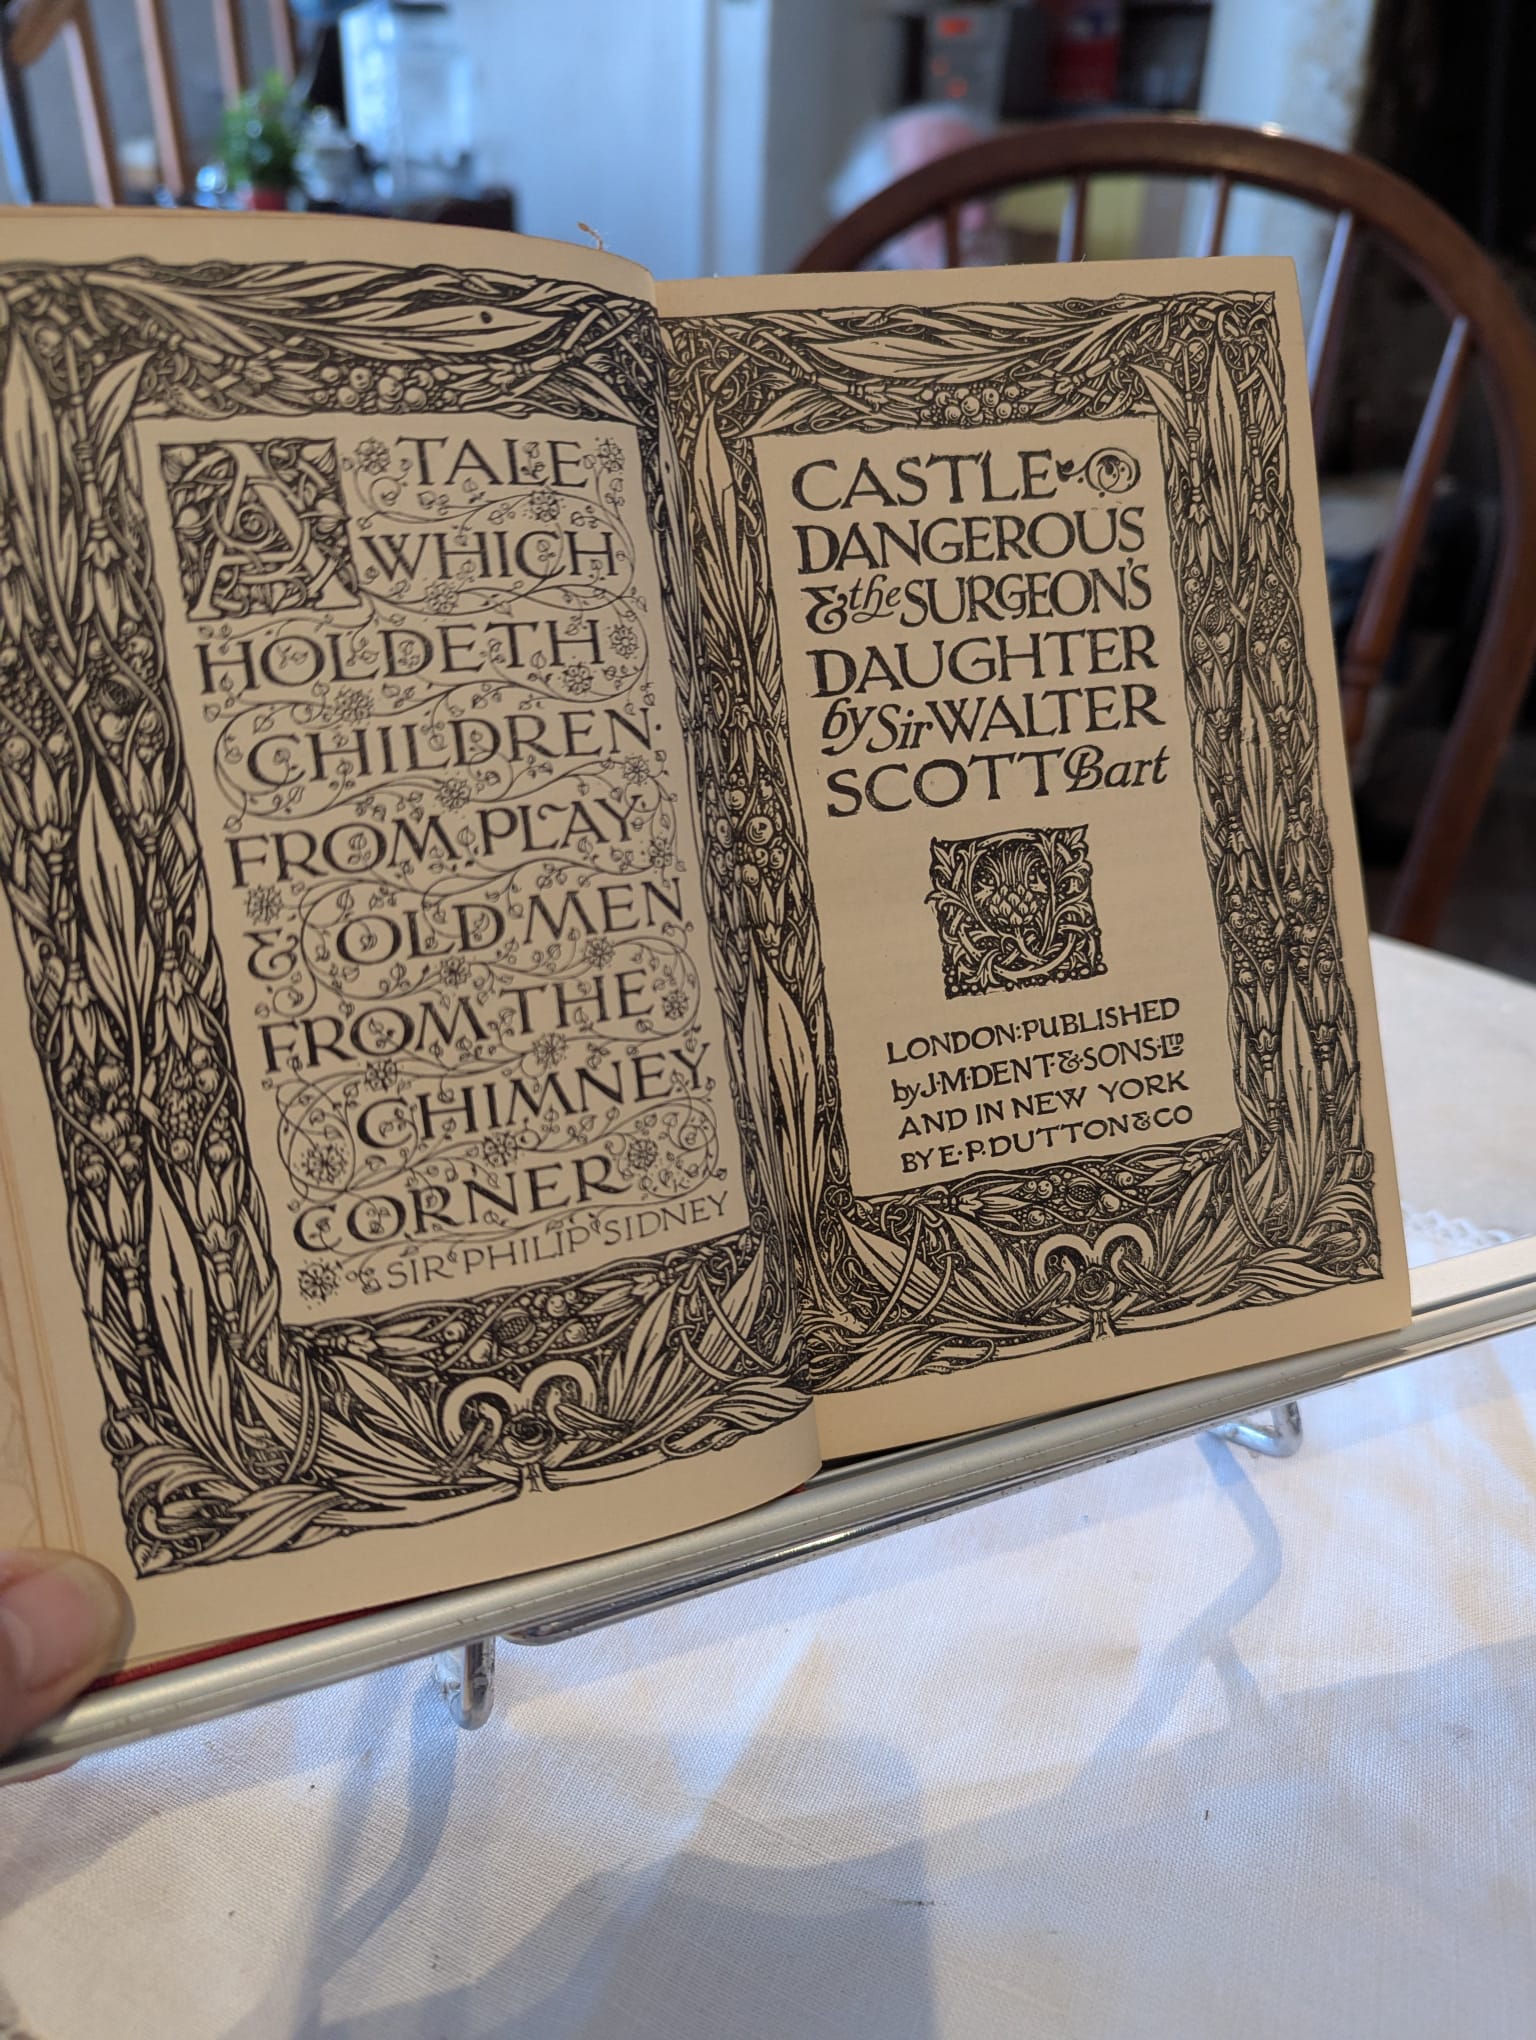 A TALE
WHICH
HOLDETH
CHILDREN
FROM PLAY
& OLD MEN
FROM THE
CHIMNEY
CORNER
SIR PHILIP SIDNEY
CASTLE
DANGEROUS
& the SURGEON'S
DAUGHTER
by Sir WALTER
SCOTT Bart
LONDON: PUBLISHED
by J. M. DENT & SONS LTD
AND IN NEW YORK
BY E. P. DUTTON & CO